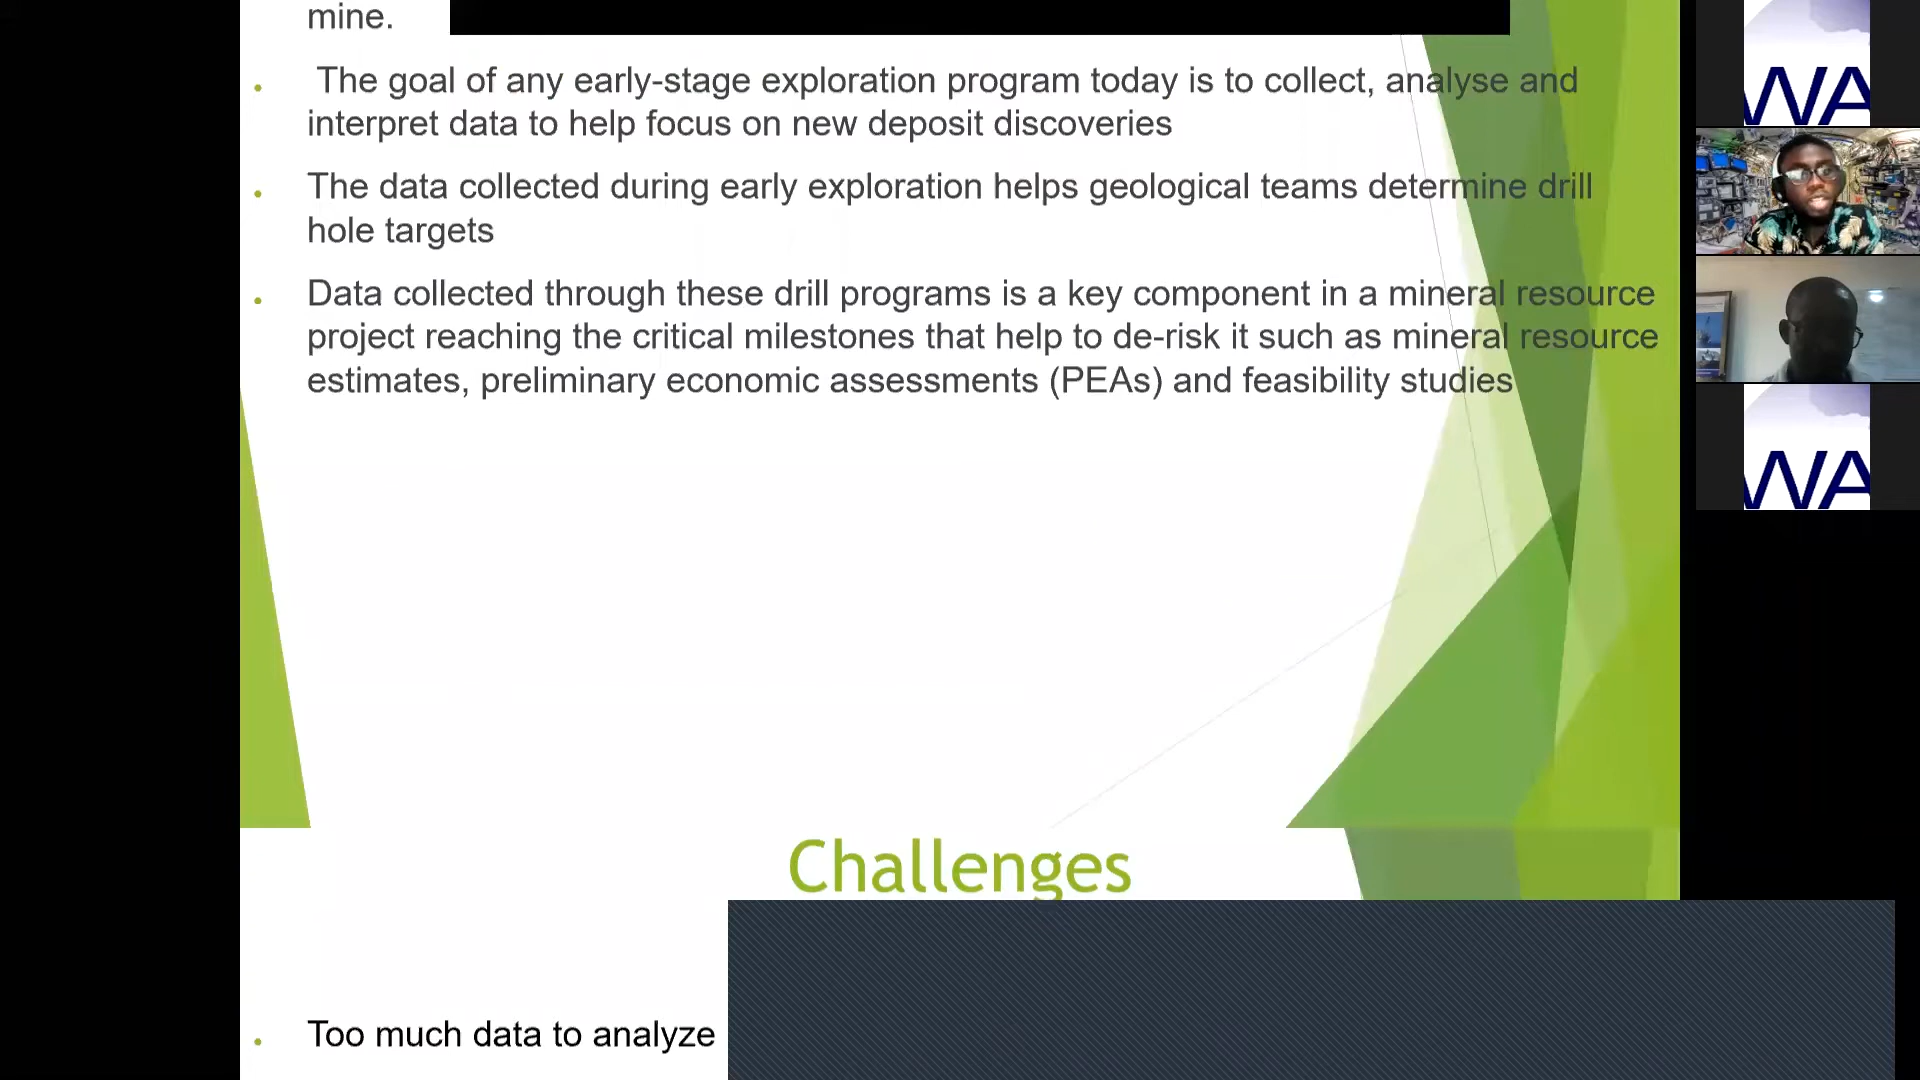 mine.
The goal of any early-stage exploration program today is to collect, analyse and
interpret data to help focus on new deposit discoveries
The data collected during early exploration helps geological teams determine drill
hole targets
Data collected through these drill programs is a key component in a mineral resource
project reaching the critical milestones that help to de-risk it such as mineral resource
estimates, preliminary economic assessments (PEAs) and feasibility studies
Challenges
Too much data to analyze
WA
WA